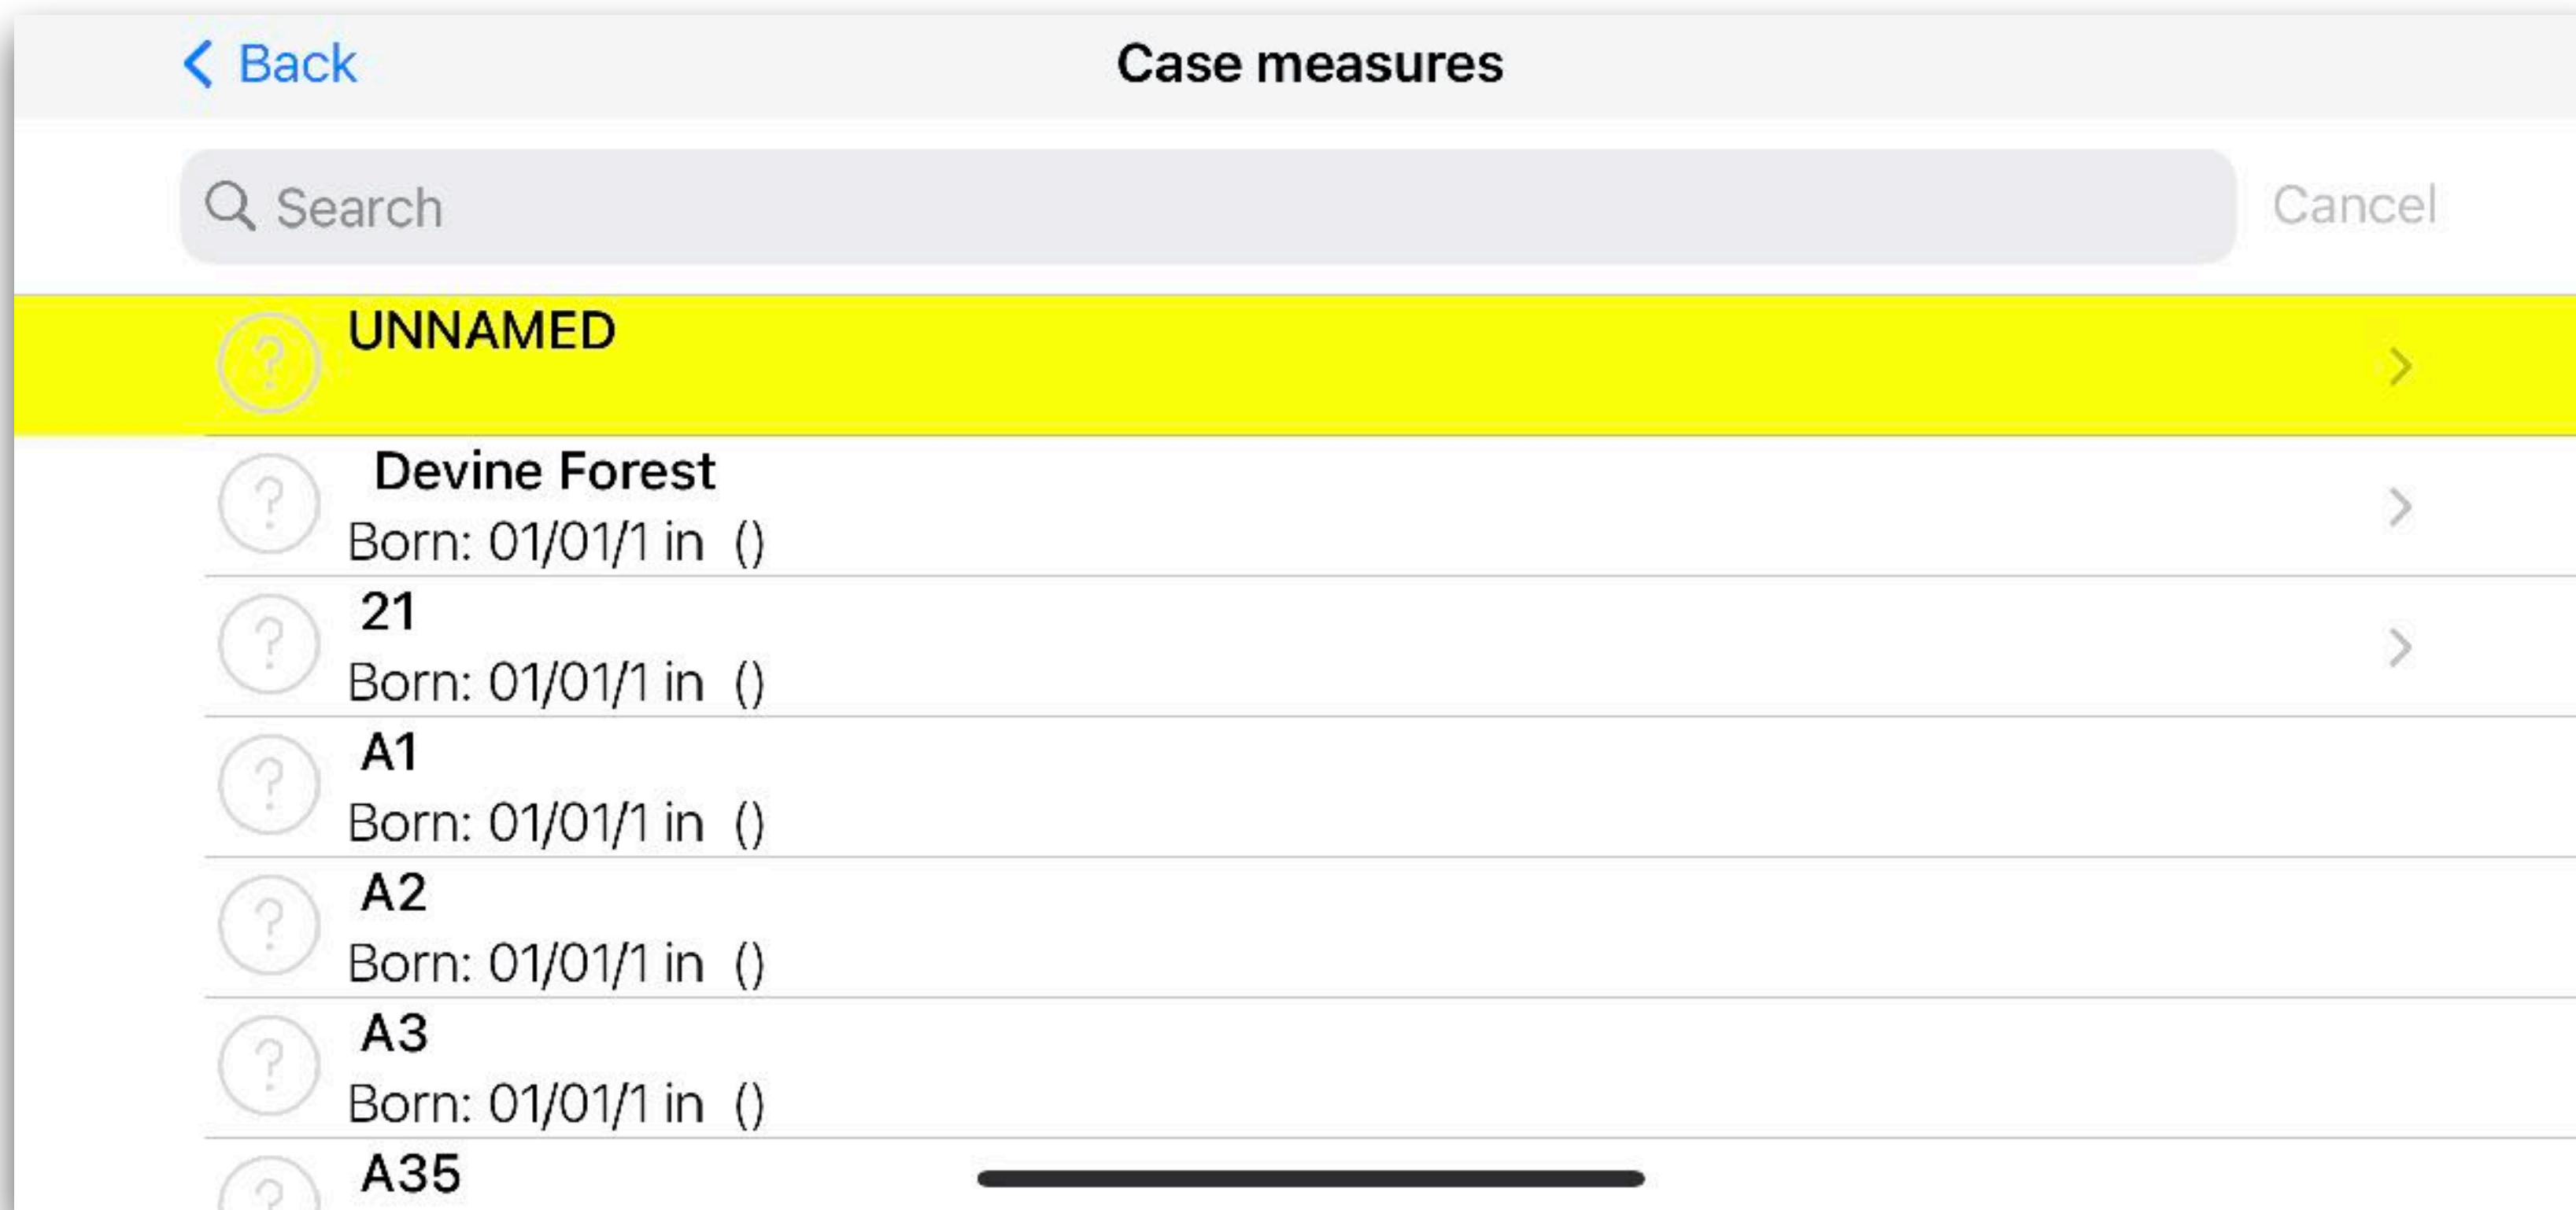 Back
Case measures
Search
Cancel
UNNAMED
Devine Forest
Born: 01/01/1 in ()
21
Born: 01/01/1 in ()
A1
Born: 01/01/1 in ()
A2
Born: 01/01/1 in ()
A3
Born: 01/01/1 in ()
A35